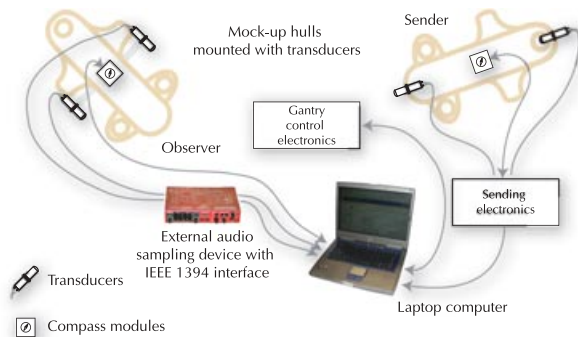 Mock-up hulls
mounted with transducers
Sender
Gantry
control
electronics
Observer
Sending
electronics
External audio
sampling device with
IEEE 1394 interface
Laptop computer
Transducers
Compass modules